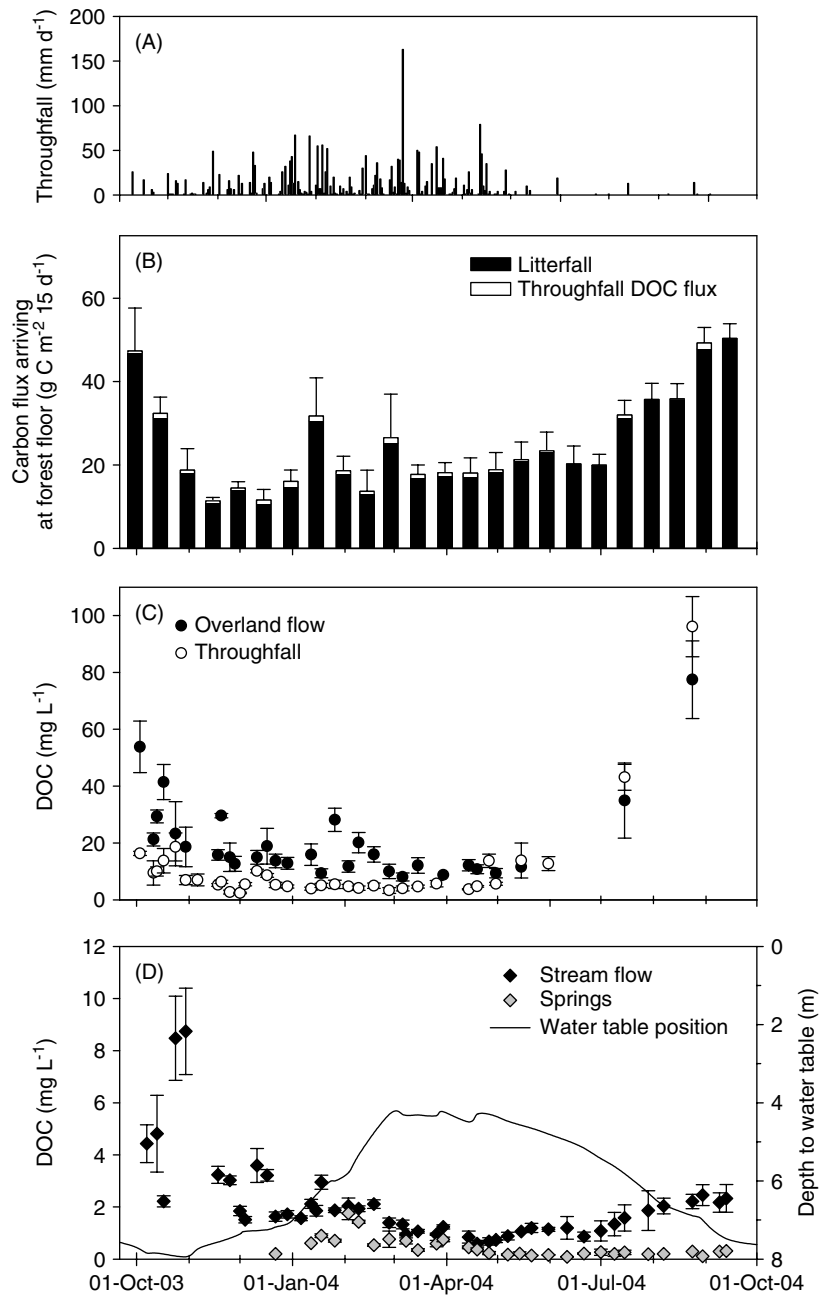 (A)
Throughfall (mm d⁻¹)
200
150
100
50
0
(B)
Litterfall
Throughfall DOC flux
Carbon flux arriving
at forest floor (g C m⁻² 15 d⁻¹)
60
40
20
0
(C)
Overland flow
Throughfall
DOC (mg L⁻¹)
100
80
60
40
20
0
(D)
Stream flow
Springs
Water table position
DOC (mg L⁻¹)
12
10
8
6
4
2
0
Depth to water table (m)
0
2
4
6
8
01-Oct-03 01-Jan-04 01-Apr-04 01-Jul-04 01-Oct-04